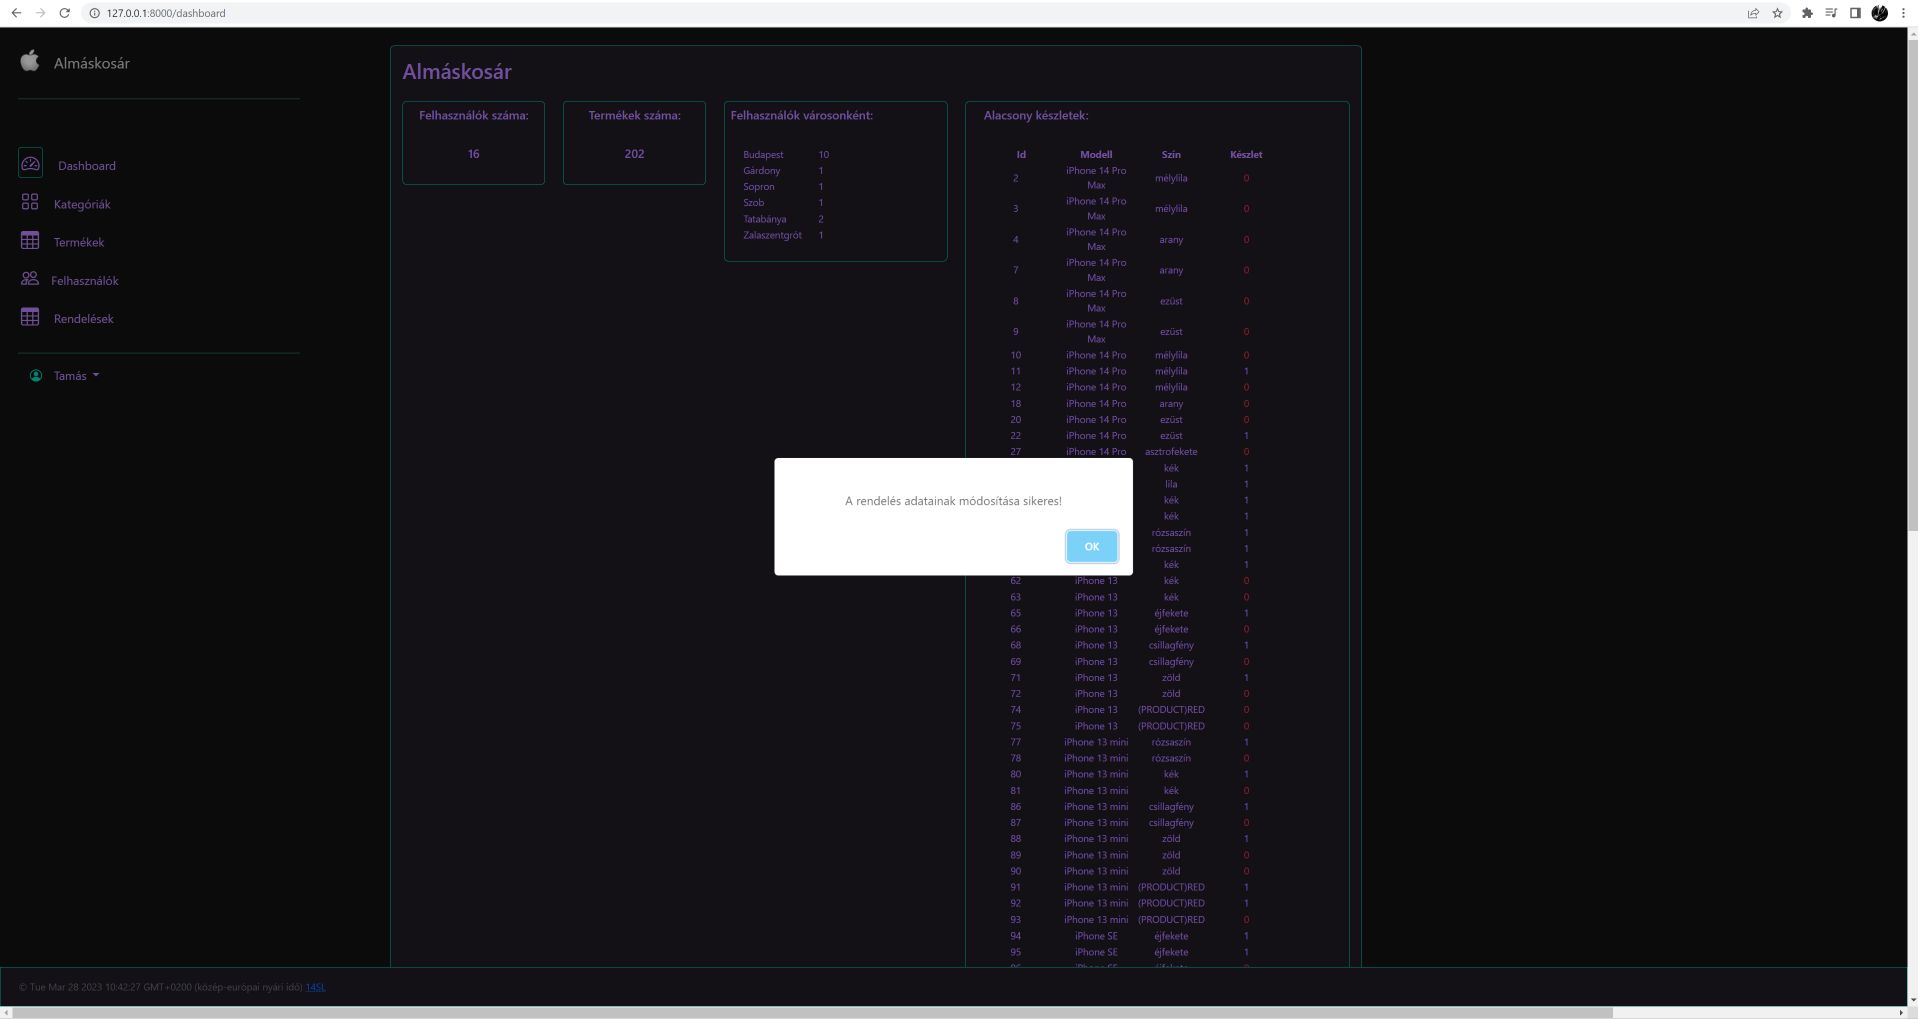 127.0.0.1:8000/dashboard
Almáskosár
Dashboard
Kategóriák
Termékek
Felhasználók
Rendelések
Tamás
Almáskosár
Felhasználók száma:
16
Termékek száma:
202
Felhasználók városonként:
Budapest 10
Gárdony 1
Sopron 1
Szob 1
Tatabánya 2
Zalaszentgrót 1
Alacsony készletek:
Id Modell Szín Készlet
2 iPhone 14 Pro Max mélylila 0
3 iPhone 14 Pro Max mélylila 0
4 iPhone 14 Pro Max arany 0
7 iPhone 14 Pro Max arany 0
8 iPhone 14 Pro Max ezüst 0
9 iPhone 14 Pro Max ezüst 0
10 iPhone 14 Pro mélylila 0
11 iPhone 14 Pro mélylila 1
12 iPhone 14 Pro mélylila 0
18 iPhone 14 Pro arany 0
20 iPhone 14 Pro ezüst 0
22 iPhone 14 Pro ezüst 1
27 iPhone 14 Pro asztrofekete 0
kék 1
lila 1
kék 1
kék 1
rózsaszín 1
rózsaszín 1
kék 1
62 iPhone 13 kék 0
63 iPhone 13 kék 0
65 iPhone 13 éjfekete 1
66 iPhone 13 éjfekete 0
68 iPhone 13 csillagfény 1
69 iPhone 13 csillagfény 0
71 iPhone 13 zöld 1
72 iPhone 13 zöld 0
74 iPhone 13 (PRODUCT)RED 0
75 iPhone 13 (PRODUCT)RED 0
77 iPhone 13 mini rózsaszín 1
78 iPhone 13 mini rózsaszín 0
80 iPhone 13 mini kék 1
81 iPhone 13 mini kék 0
86 iPhone 13 mini csillagfény 1
87 iPhone 13 mini csillagfény 0
88 iPhone 13 mini zöld 1
89 iPhone 13 mini zöld 0
90 iPhone 13 mini zöld 0
91 iPhone 13 mini (PRODUCT)RED 1
92 iPhone 13 mini (PRODUCT)RED 1
93 iPhone 13 mini (PRODUCT)RED 0
94 iPhone SE éjfekete 1
95 iPhone SE éjfekete 1
A rendelés adatainak módosítása sikeres!
OK
© Tue Mar 28 2023 10:42:27 GMT+0200 (közép-európai nyári idő) 14SL